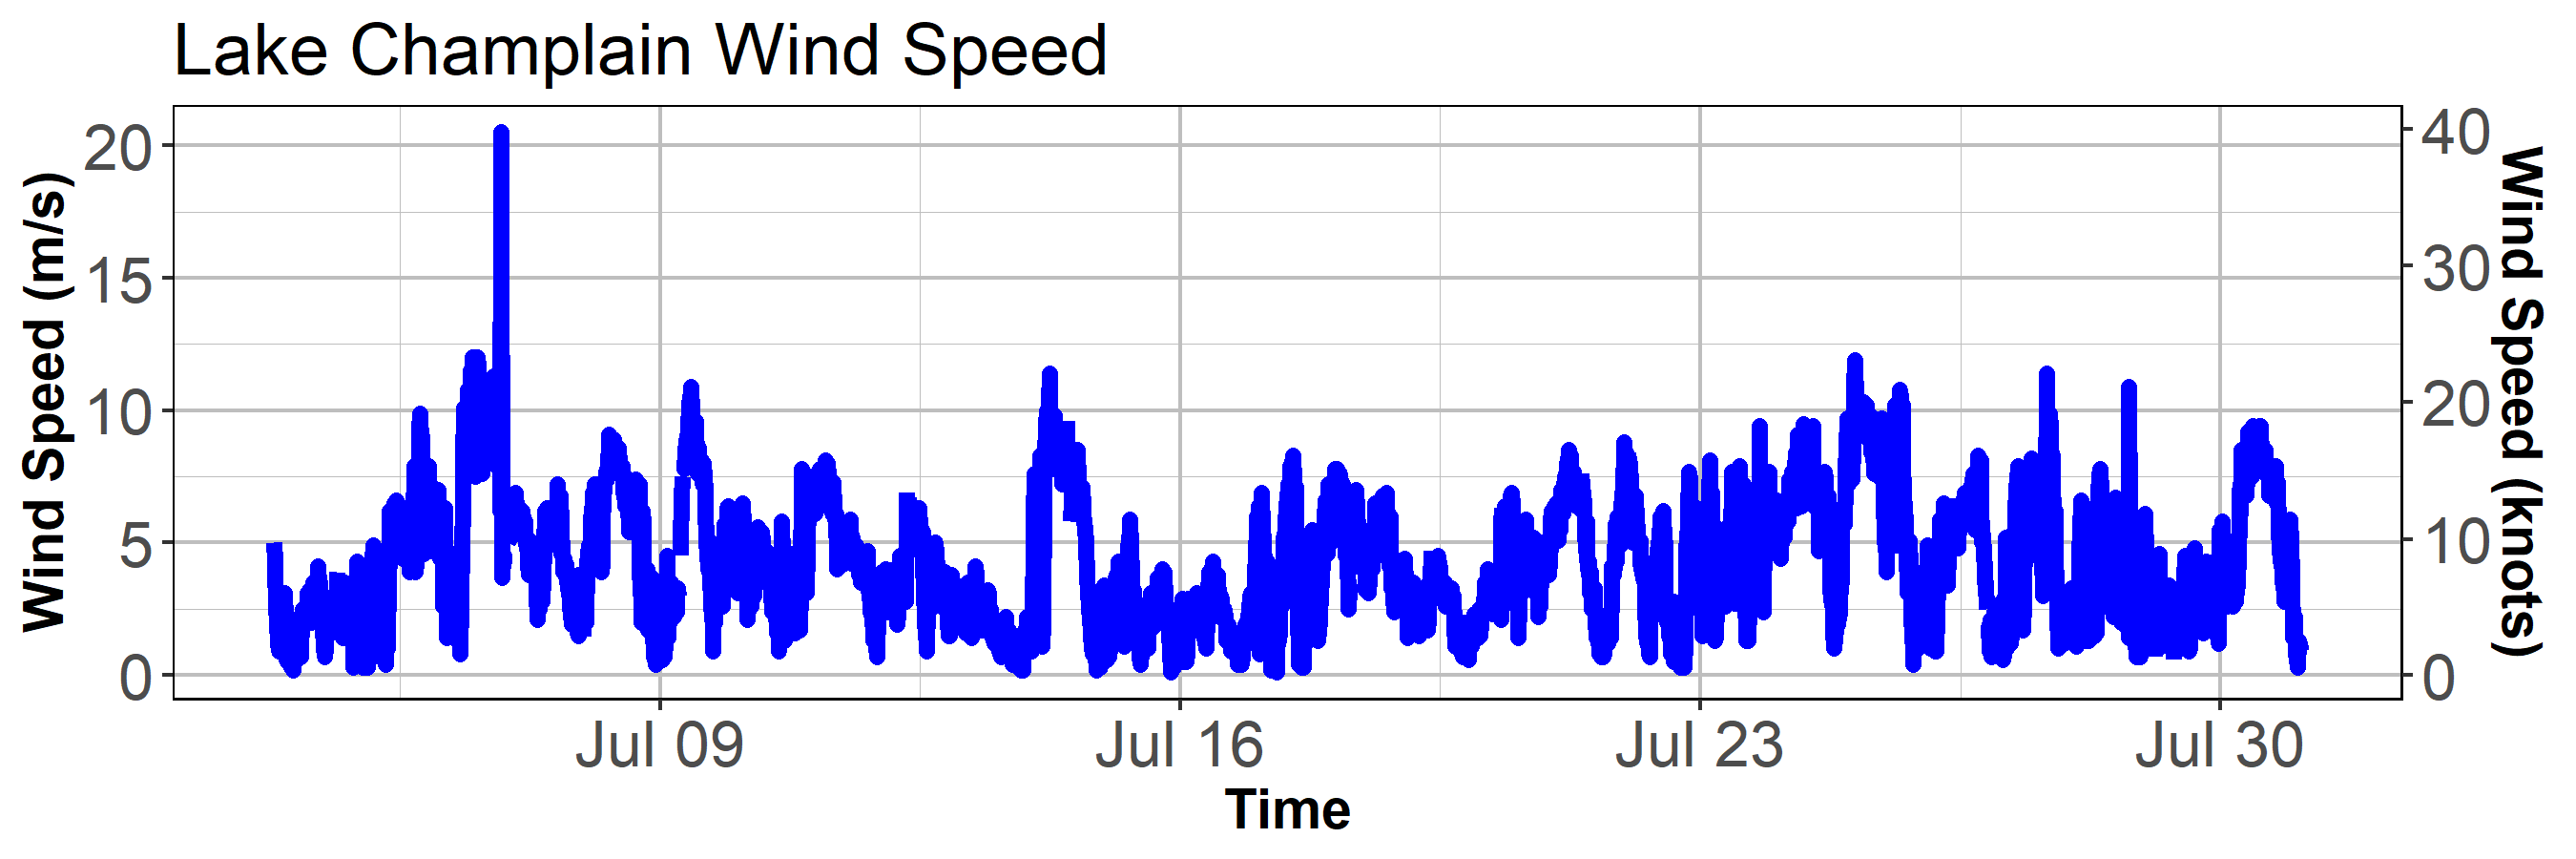 Lake Champlain Wind Speed
Wind Speed (m/s)
20
15
10
5
0
40
30
20
10
0
Wind Speed (knots)
Jul 09
Jul 16
Jul 23
Jul 30
Time